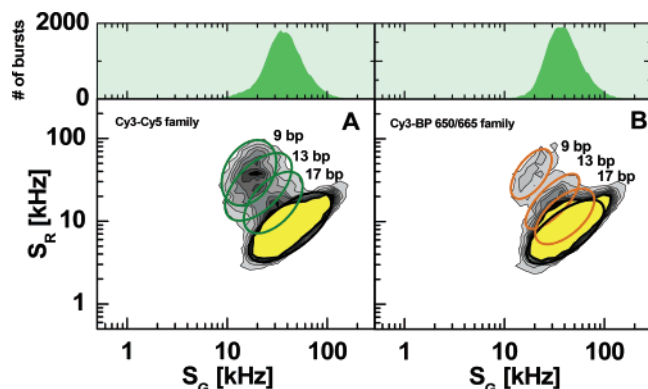 # of bursts
2000
1000
0
Cy3-Cy5 family
A
9 bp
13 bp
17 bp
Cy3-BP 650/665 family
B
9 bp
13 bp
17 bp
S_R [kHz]
100
10
1
1 10 100
1 10 100
S_G [kHz]
S_G [kHz]